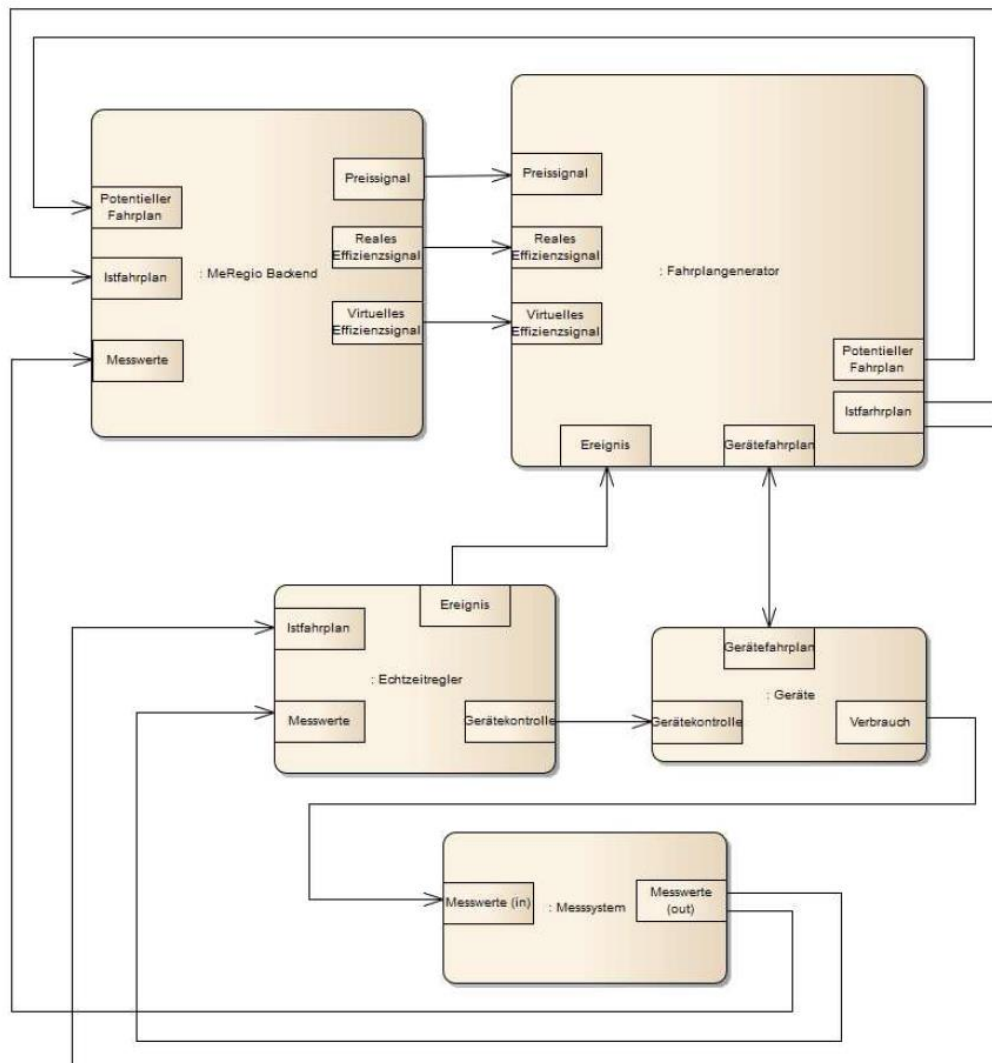 Preissignal
Potentieller
Fahrplan
Reales
Effizienzsignal
Istfahrplan
: MeRegio Backend
Virtuelles
Effizienzsignal
Messwerte
Preissignal
Reales
Effizienzsignal
: Fahrplangenerator
Virtuelles
Effizienzsignal
Potentieller
Fahrplan
Istfarhrplan
Ereignis
Gerätefahrplan
Ereignis
Istfahrplan
: Echtzeitregler
Messwerte
Gerätekontrolle
Gerätefahrplan
: Geräte
Gerätekontrolle
Verbrauch
Messwerte (in)
: Messsystem
Messwerte
(out)